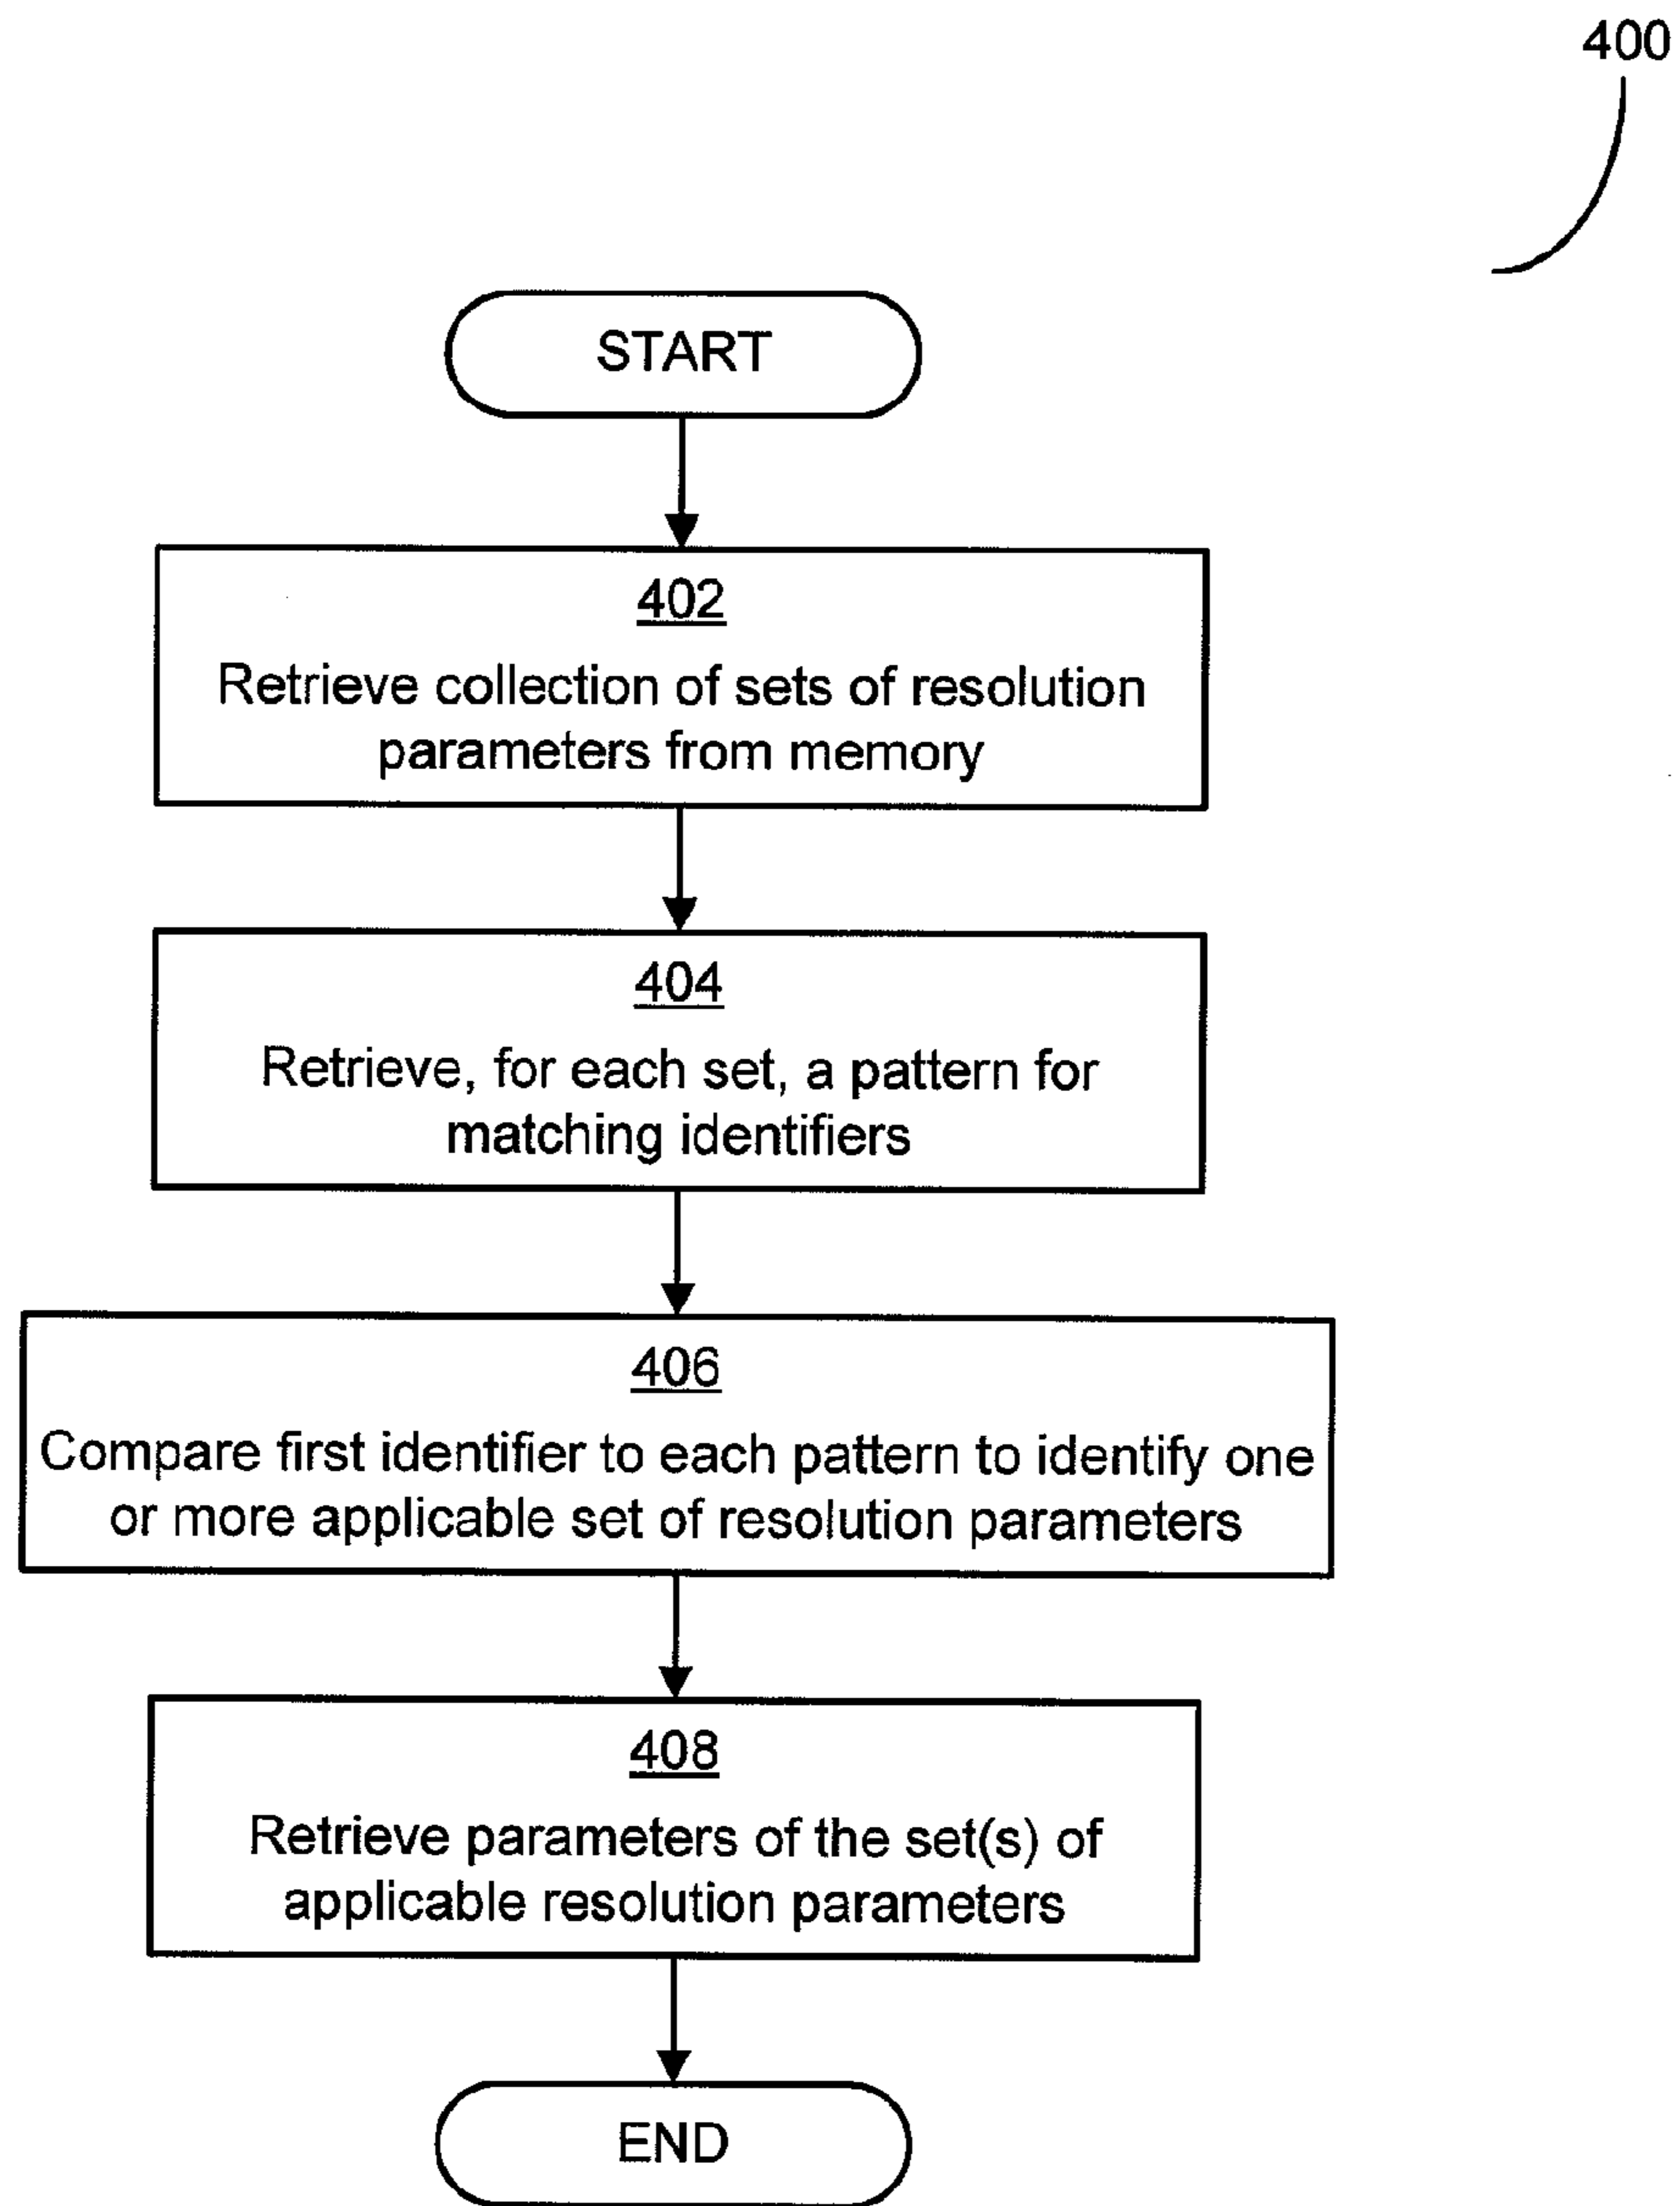 400
START
402
Retrieve collection of sets of resolution
parameters from memory
404
Retrieve, for each set, a pattern for
matching identifiers
406
Compare first identifier to each pattern to identify one
or more applicable set of resolution parameters
408
Retrieve parameters of the set(s) of
applicable resolution parameters
END